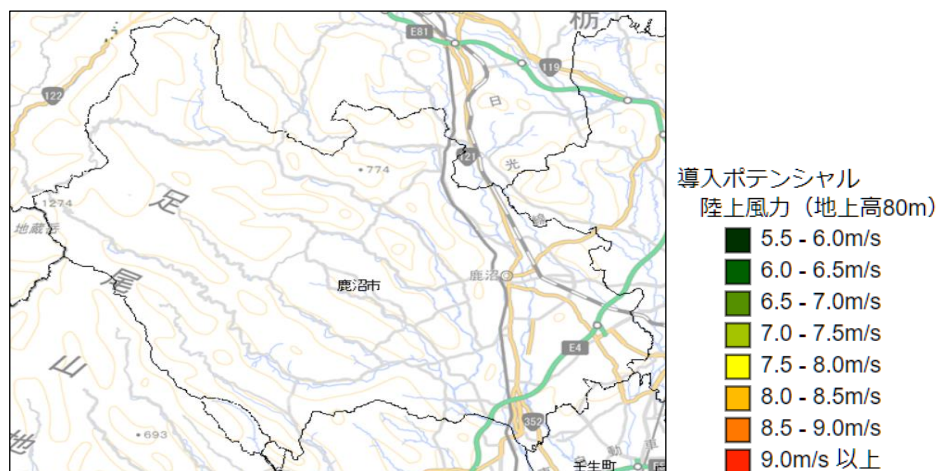 栃
E81
119
122
日
121
光
774
足
1274
地蔵岳
尾
鹿沼
鹿沼市
山
E4
352
地
693
壬生町
導入ポテンシャル
陸上風力（地上高80m）
5.5 - 6.0m/s
6.0 - 6.5m/s
6.5 - 7.0m/s
7.0 - 7.5m/s
7.5 - 8.0m/s
8.0 - 8.5m/s
8.5 - 9.0m/s
9.0m/s 以上